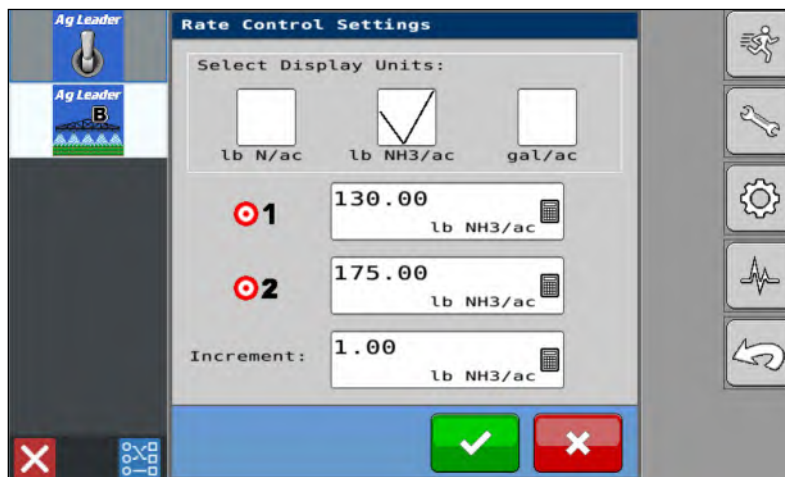 Ag Leader
Ag Leader
B
Rate Control Settings
Select Display Units:
lb N/ac lb NH3/ac gal/ac
1 130.00
lb NH3/ac
2 175.00
lb NH3/ac
Increment: 1.00
lb NH3/ac